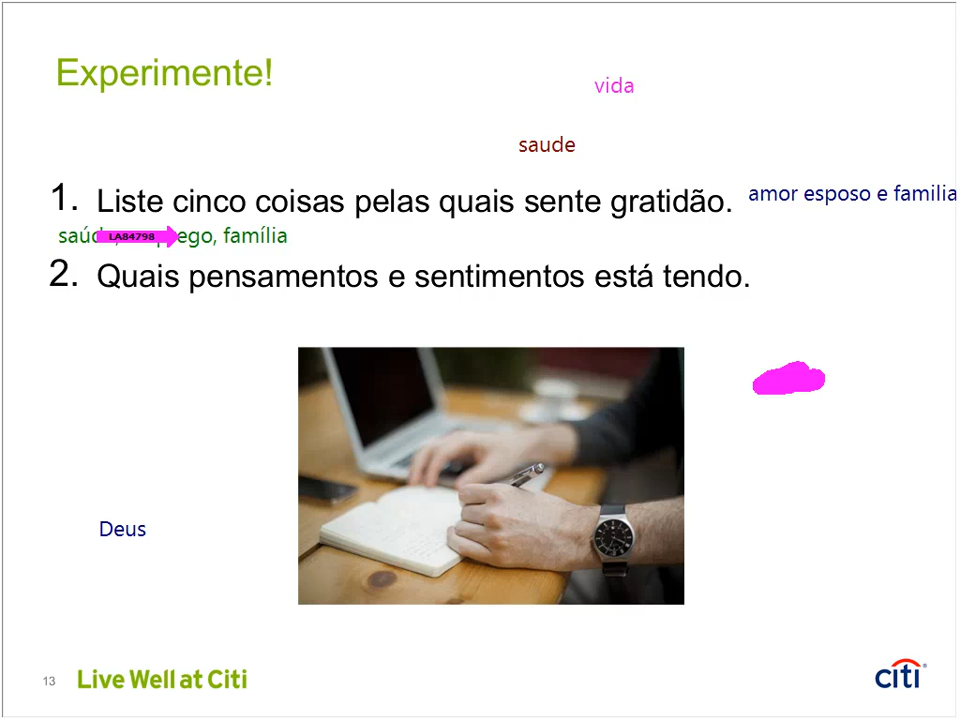 Experimente!
vida
saude
1. Liste cinco coisas pelas quais sente gratidão.
amor esposo e familia
saúde, família
LA84798
2. Quais pensamentos e sentimentos está tendo.
Deus
13 Live Well at Citi
citi